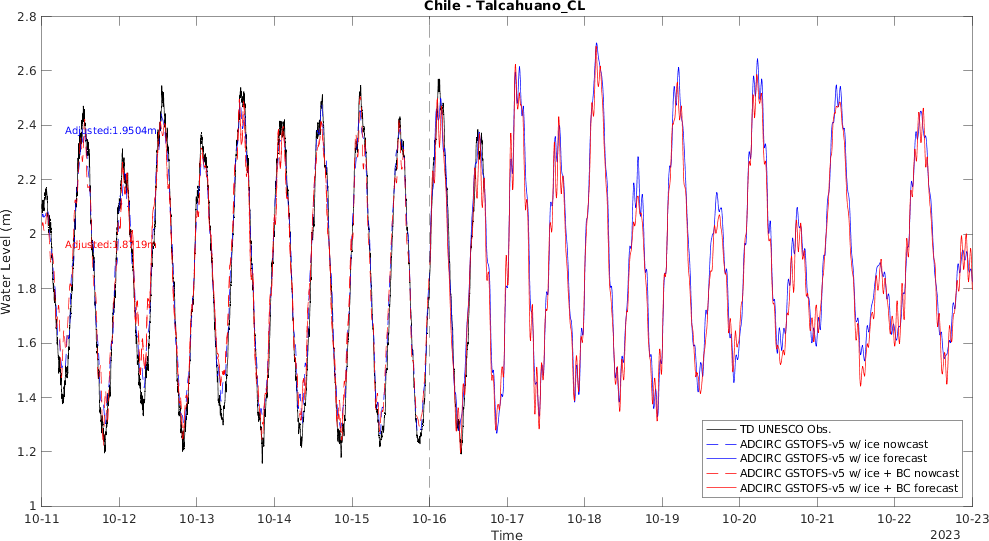 Chile - Talcahuano_CL
2.8
2.6
2.4
2.2
2
1.8
1.6
1.4
1.2
1
Water Level (m)
Adjusted:1.9504m
Adjusted:1.8719m
TD UNESCO Obs.
ADCIRC GSTOFS-v5 w/ ice nowcast
ADCIRC GSTOFS-v5 w/ ice forecast
ADCIRC GSTOFS-v5 w/ ice + BC nowcast
ADCIRC GSTOFS-v5 w/ ice + BC forecast
10-11 10-12 10-13 10-14 10-15 10-16 10-17 10-18 10-19 10-20 10-21 10-22 10-23
Time
2023